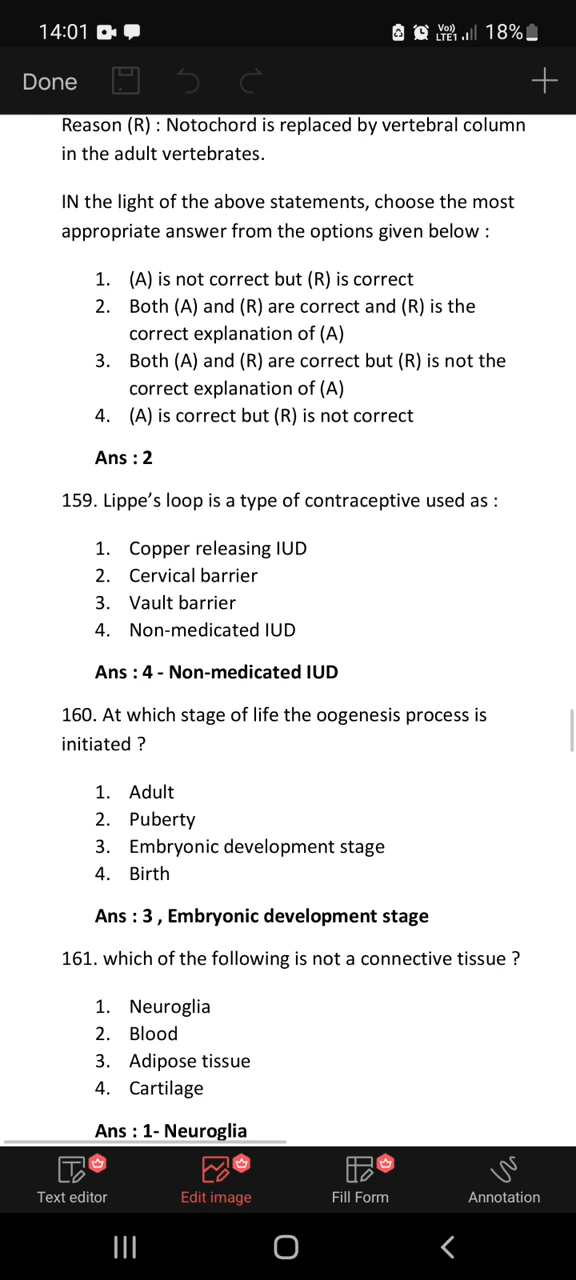 14:01 Vo)) LTE1 18%
Done
Reason (R) : Notochord is replaced by vertebral column
in the adult vertebrates.
IN the light of the above statements, choose the most
appropriate answer from the options given below :
1. (A) is not correct but (R) is correct
2. Both (A) and (R) are correct and (R) is the
correct explanation of (A)
3. Both (A) and (R) are correct but (R) is not the
correct explanation of (A)
4. (A) is correct but (R) is not correct
Ans : 2
159. Lippe’s loop is a type of contraceptive used as :
1. Copper releasing IUD
2. Cervical barrier
3. Vault barrier
4. Non-medicated IUD
Ans : 4 - Non-medicated IUD
160. At which stage of life the oogenesis process is
initiated ?
1. Adult
2. Puberty
3. Embryonic development stage
4. Birth
Ans : 3 , Embryonic development stage
161. which of the following is not a connective tissue ?
1. Neuroglia
2. Blood
3. Adipose tissue
4. Cartilage
Ans : 1- Neuroglia
Text editor Edit image Fill Form Annotation